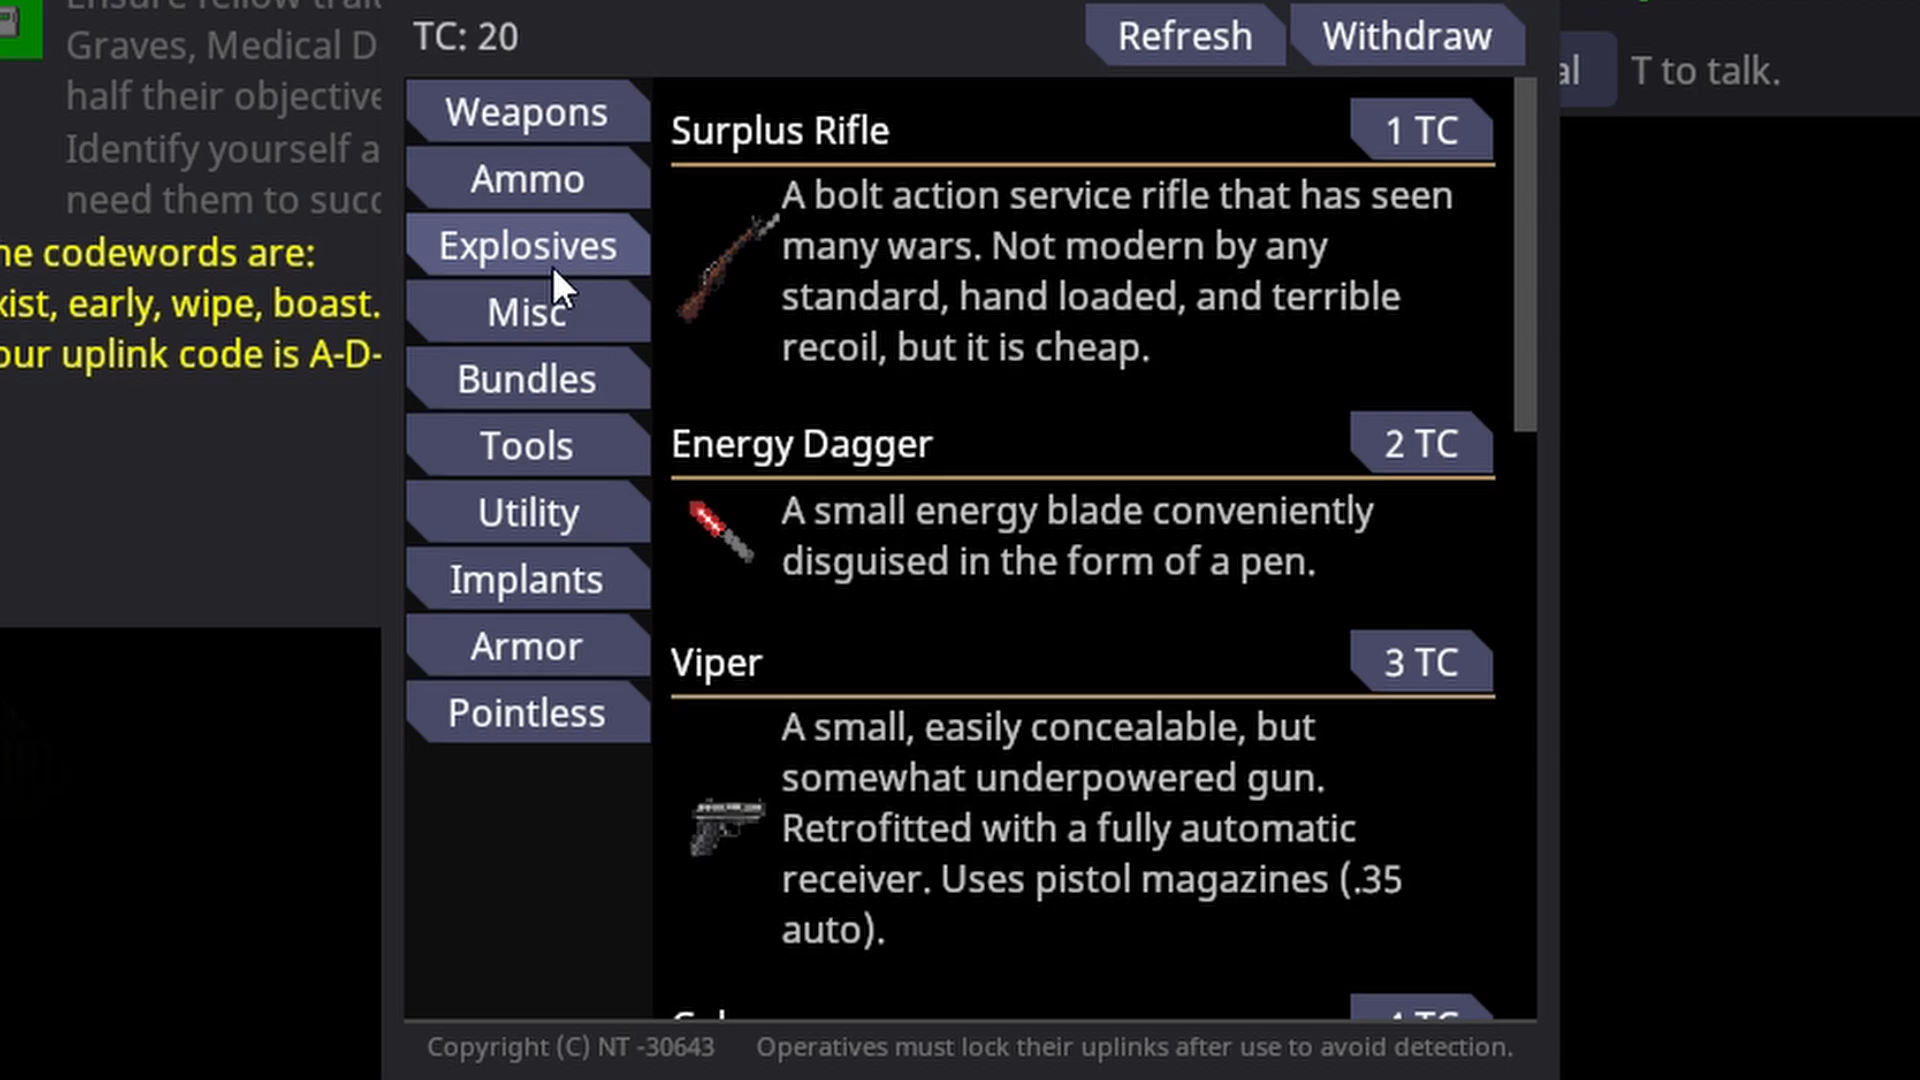 Graves, Medical D
half their objective
Identify yourself a
need them to succ
he codewords are:
xist, early, wipe, boast.
our uplink code is A-D-
TC: 20
Refresh
Withdraw
Weapons
Ammo
Explosives
Misc
Bundles
Tools
Utility
Implants
Armor
Pointless
Surplus Rifle
1 TC
A bolt action service rifle that has seen
many wars. Not modern by any
standard, hand loaded, and terrible
recoil, but it is cheap.
Energy Dagger
2 TC
A small energy blade conveniently
disguised in the form of a pen.
Viper
3 TC
A small, easily concealable, but
somewhat underpowered gun.
Retrofitted with a fully automatic
receiver. Uses pistol magazines (.35
auto).
Copyright (C) NT -30643
Operatives must lock their uplinks after use to avoid detection.
al
T to talk.